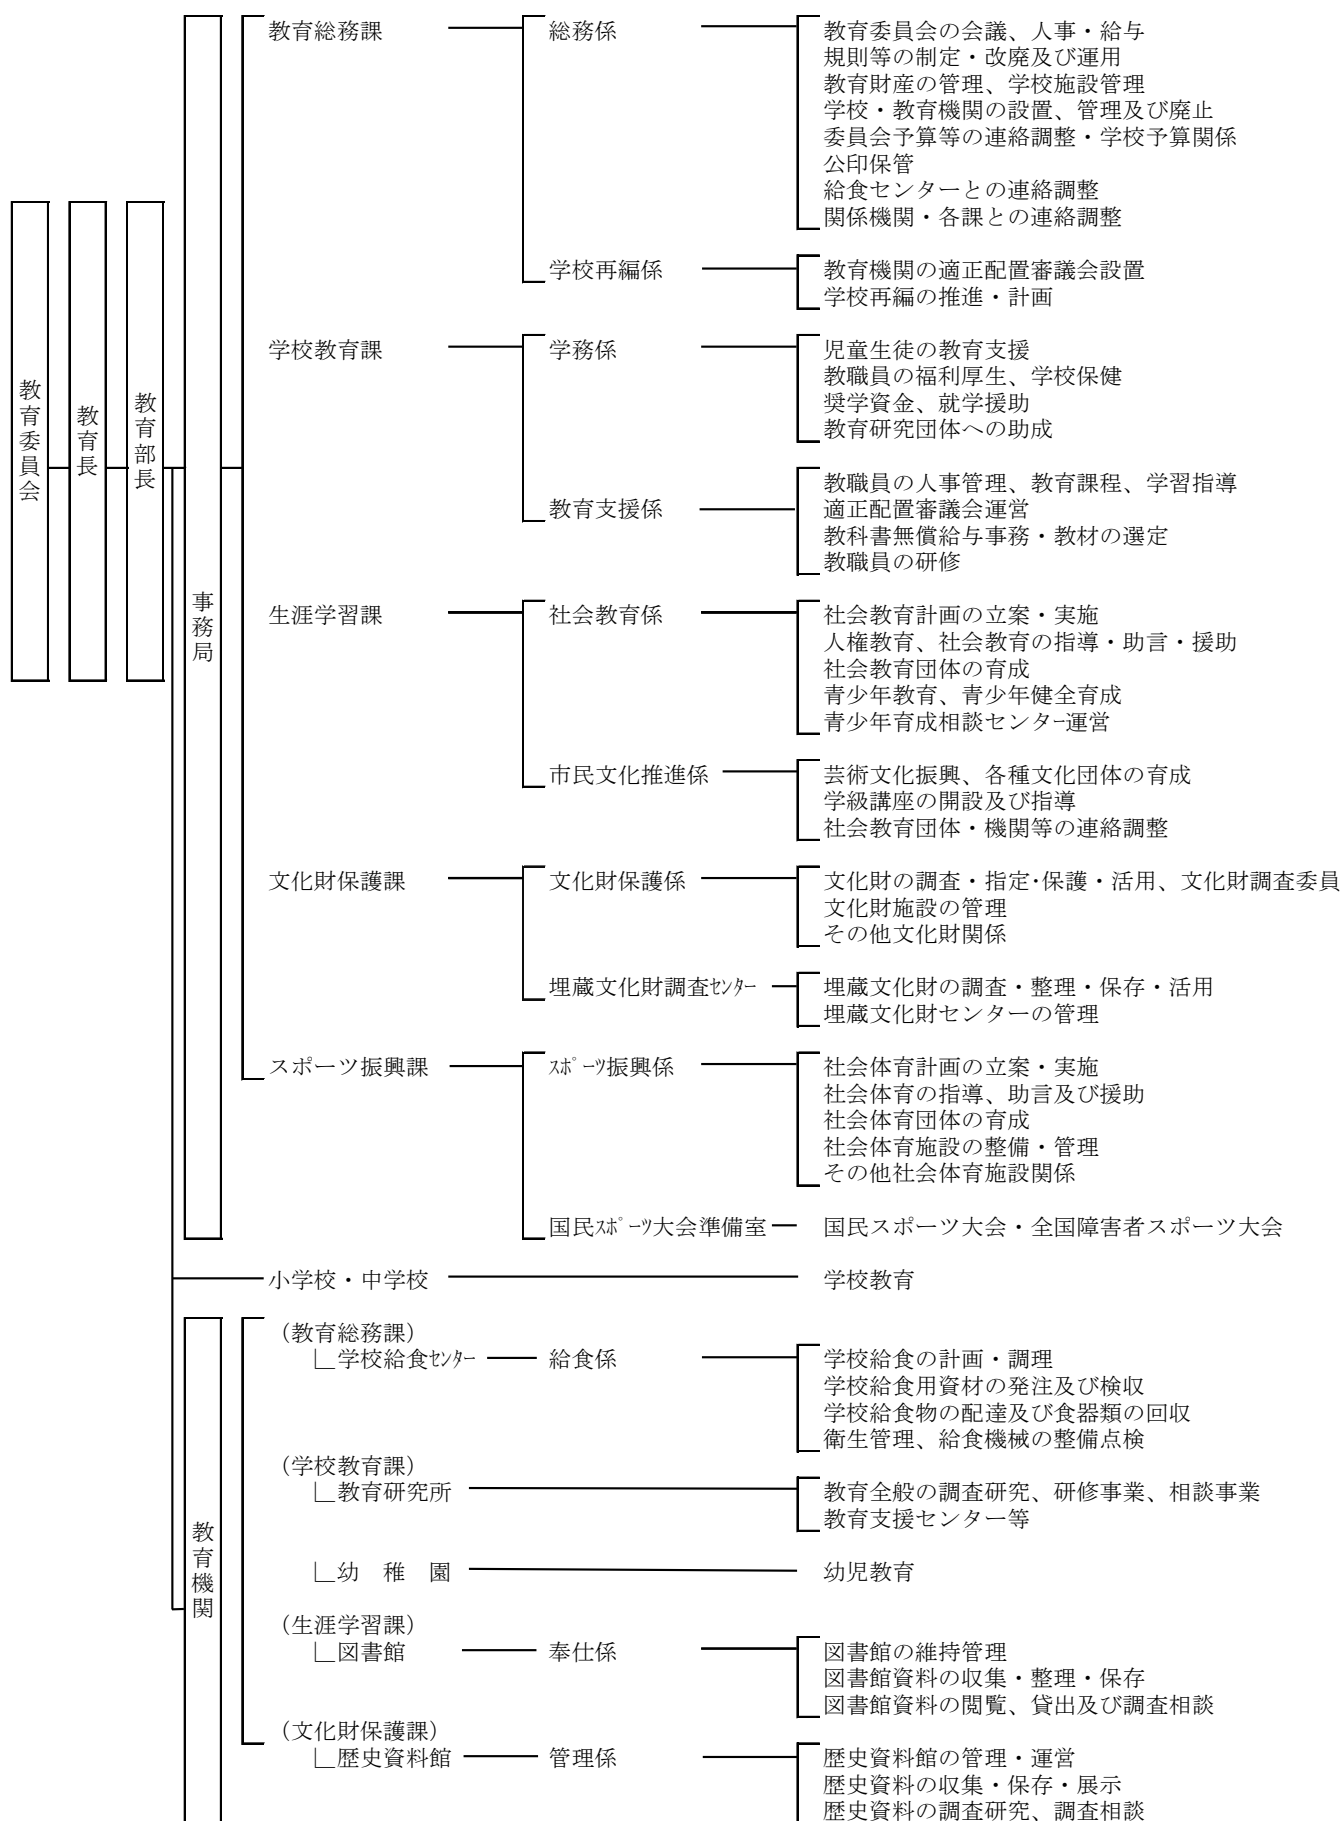 教育委員会
教育長
教育部長
事務局
教育総務課
総務係
教育委員会の会議、人事・給与
規則等の制定・改廃及び運用
教育財産の管理、学校施設管理
学校・教育機関の設置、管理及び廃止
委員会予算等の連絡調整・学校予算関係
公印保管
給食センターとの連絡調整
関係機関・各課との連絡調整
学校再編係
教育機関の適正配置審議会設置
学校再編の推進・計画
学校教育課
学務係
児童生徒の教育支援
教職員の福利厚生、学校保健
奨学資金、就学援助
教育研究団体への助成
教育支援係
教職員の人事管理、教育課程、学習指導
適正配置審議会運営
教科書無償給与事務・教材の選定
教職員の研修
生涯学習課
社会教育係
社会教育計画の立案・実施
人権教育、社会教育の指導・助言・援助
社会教育団体の育成
青少年教育、青少年健全育成
青少年育成相談センター運営
市民文化推進係
芸術文化振興、各種文化団体の育成
学級講座の開設及び指導
社会教育団体・機関等の連絡調整
文化財保護課
文化財保護係
文化財の調査・指定・保護・活用、文化財調査委員
文化財施設の管理
その他文化財関係
埋蔵文化財調査ｾﾝﾀｰ
埋蔵文化財の調査・整理・保存・活用
埋蔵文化財センターの管理
スポーツ振興課
ｽﾎﾟｰﾂ振興係
社会体育計画の立案・実施
社会体育の指導、助言及び援助
社会体育団体の育成
社会体育施設の整備・管理
その他社会体育施設関係
国民ｽﾎﾟｰﾂ大会準備室
国民スポーツ大会・全国障害者スポーツ大会
小学校・中学校
学校教育
教育機関
（教育総務課）
学校給食ｾﾝﾀｰ
給食係
学校給食の計画・調理
学校給食用資材の発注及び検収
学校給食物の配達及び食器類の回収
衛生管理、給食機械の整備点検
（学校教育課）
教育研究所
教育全般の調査研究、研修事業、相談事業
教育支援センター等
幼　稚　園
幼児教育
（生涯学習課）
図書館
奉仕係
図書館の維持管理
図書館資料の収集・整理・保存
図書館資料の閲覧、貸出及び調査相談
（文化財保護課）
歴史資料館
管理係
歴史資料館の管理・運営
歴史資料の収集・保存・展示
歴史資料の調査研究、調査相談